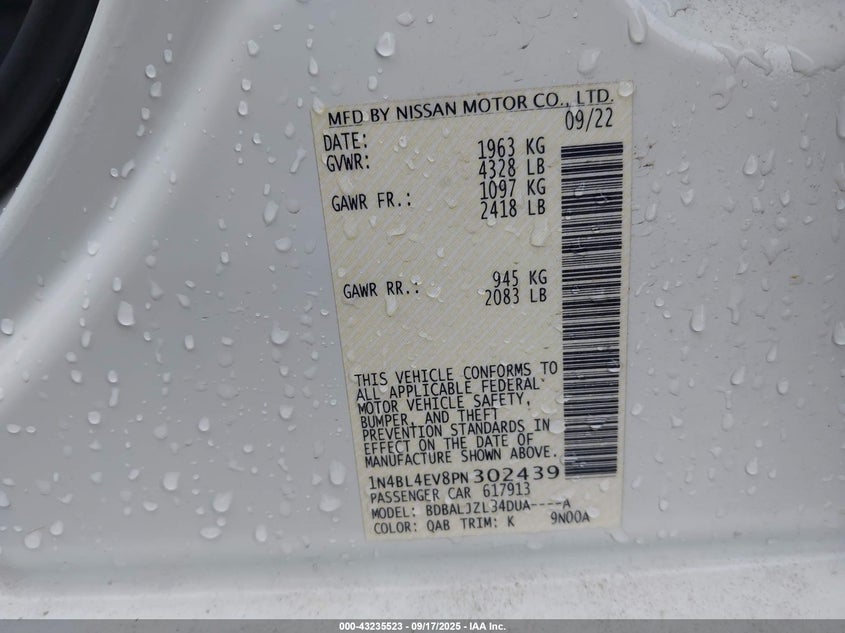 MFD BY NISSAN MOTOR CO., LTD.
DATE: 09/22
GVWR: 1963 KG
4328 LB
GAWR FR.: 1097 KG
2418 LB
GAWR RR.: 945 KG
2083 LB
THIS VEHICLE CONFORMS TO
ALL APPLICABLE FEDERAL
MOTOR VEHICLE SAFETY,
BUMPER, AND THEFT
PREVENTION STANDARDS IN
EFFECT ON THE DATE OF
MANUFACTURE SHOWN ABOVE.
1N4BL4EV8PN302439
PASSENGER CAR 617913
MODEL: BDBALJZL34DUA----A
COLOR: QAB TRIM: K 9N00A
000-43235523 - 09/17/2025 - IAA Inc.